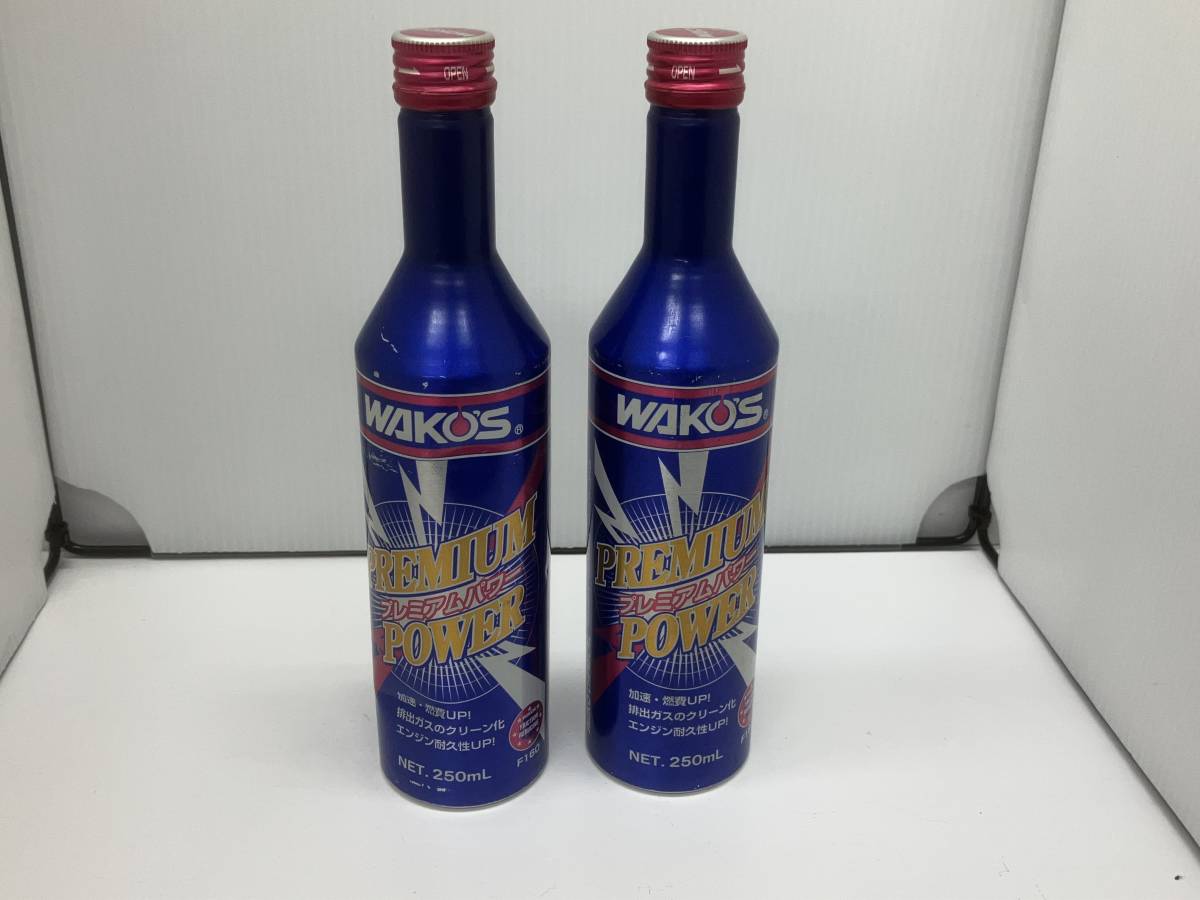 OPEN
WAKO'S®
PREMIUM
プレミアムパワー
POWER
加速・燃費UP!
排出ガスのクリーン化
エンジン耐久性UP!
NET. 250mL
F160
OPEN
WAKO'S®
PREMIUM
プレミアムパワー
POWER
加速・燃費UP!
排出ガスのクリーン化
エンジン耐久性UP!
NET. 250mL